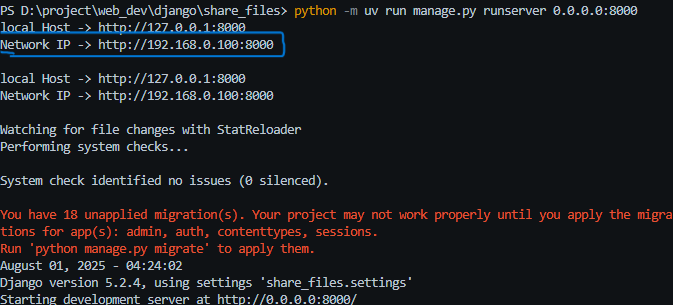 PS D:\project\web_dev\django\share_files> python -m uv run manage.py runserver 0.0.0.0:8000
local Host -> http://127.0.0.1:8000
Network IP -> http://192.168.0.100:8000
local Host -> http://127.0.0.1:8000
Network IP -> http://192.168.0.100:8000
Watching for file changes with StatReloader
Performing system checks...
System check identified no issues (0 silenced).
You have 18 unapplied migration(s). Your project may not work properly until you apply the migra
tions for app(s): admin, auth, contenttypes, sessions.
Run 'python manage.py migrate' to apply them.
August 01, 2025 - 04:24:02
Django version 5.2.4, using settings 'share_files.settings'
Starting development server at http://0.0.0.0:8000/